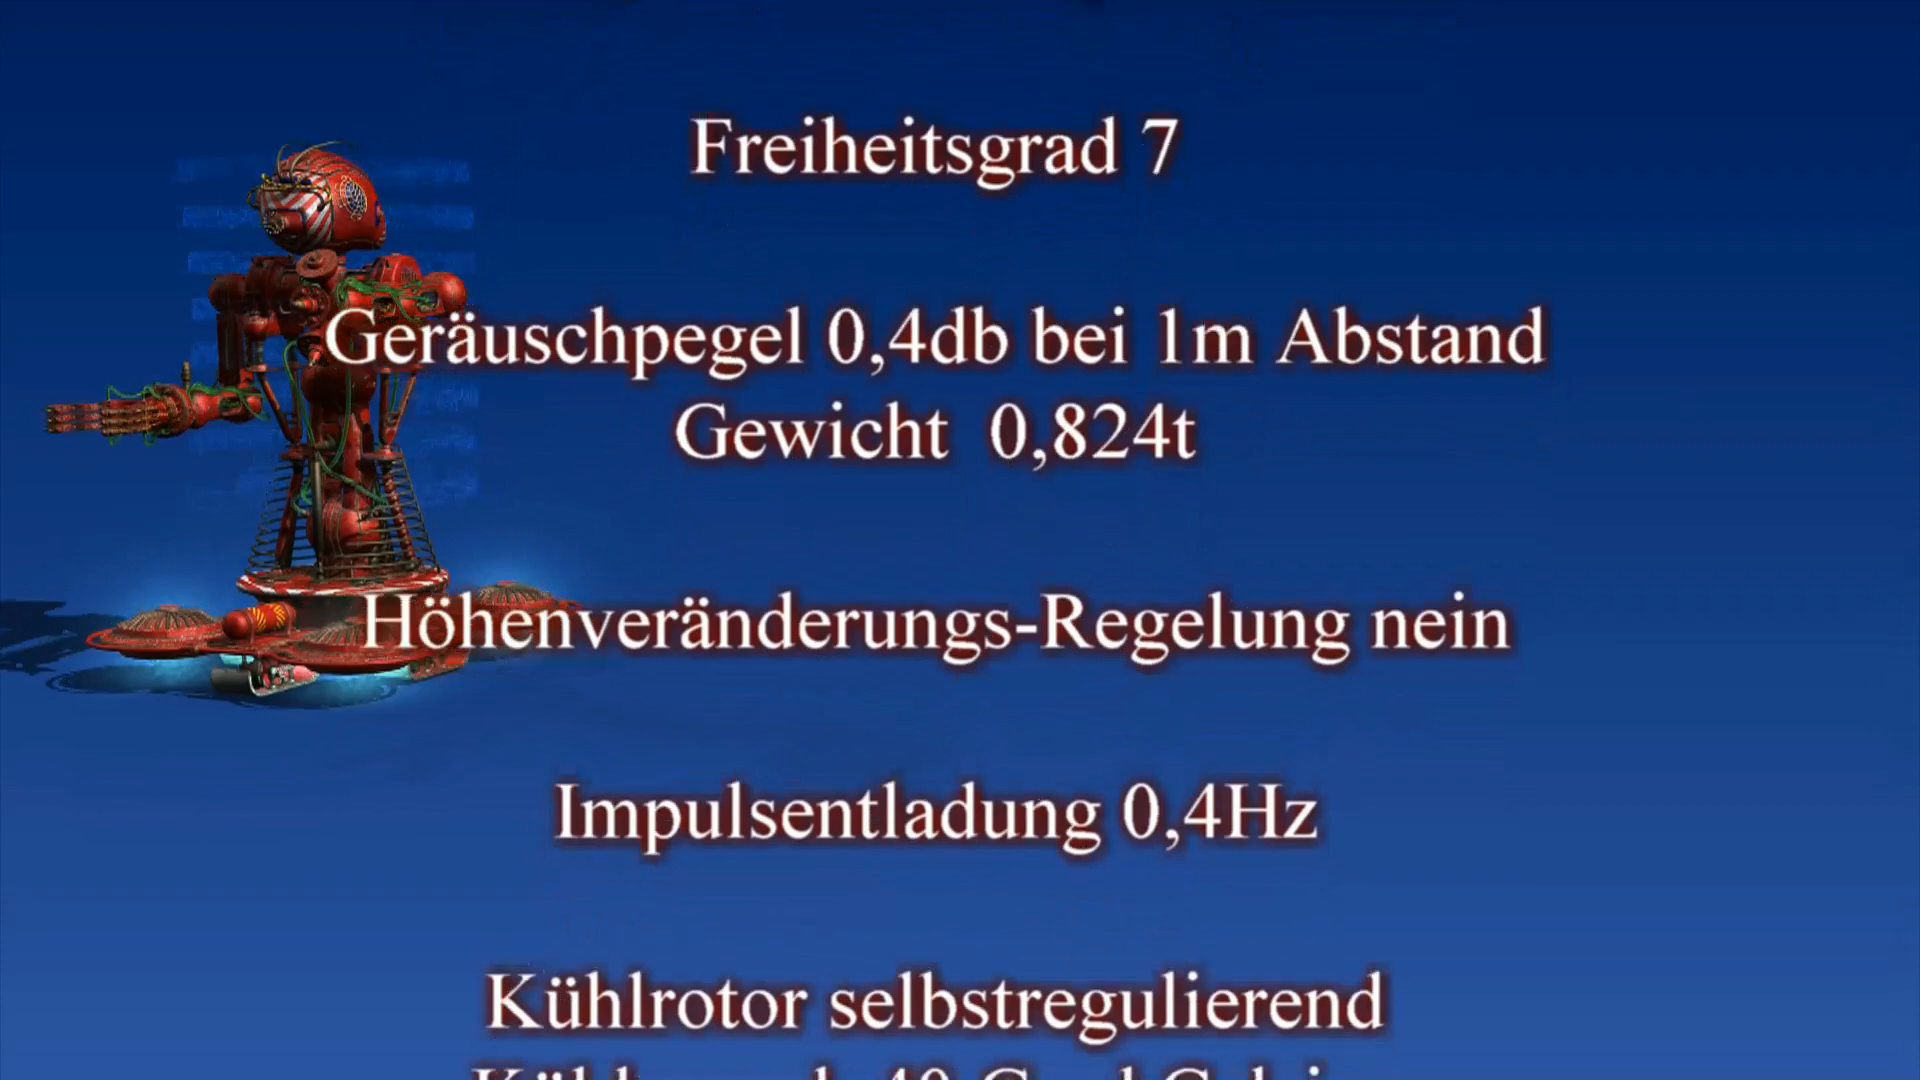 Freiheitsgrad 7
Geräuschpegel 0,4db bei 1m Abstand
Gewicht 0,824t
Höhenveränderungs-Regelung nein
Impulsentladung 0,4Hz
Kühlrotor selbstregulierend